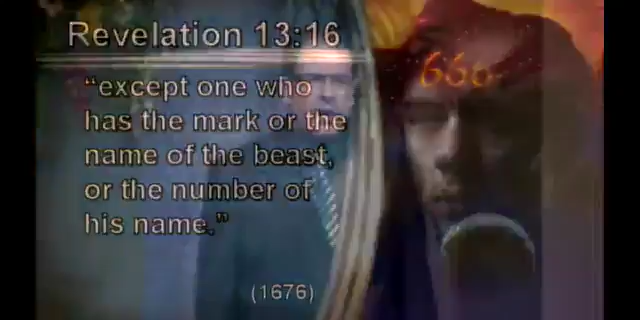 Revelation 13:16
666
“except one who
has the mark or the
name of the beast,
or the number of
his name.”
(1676)